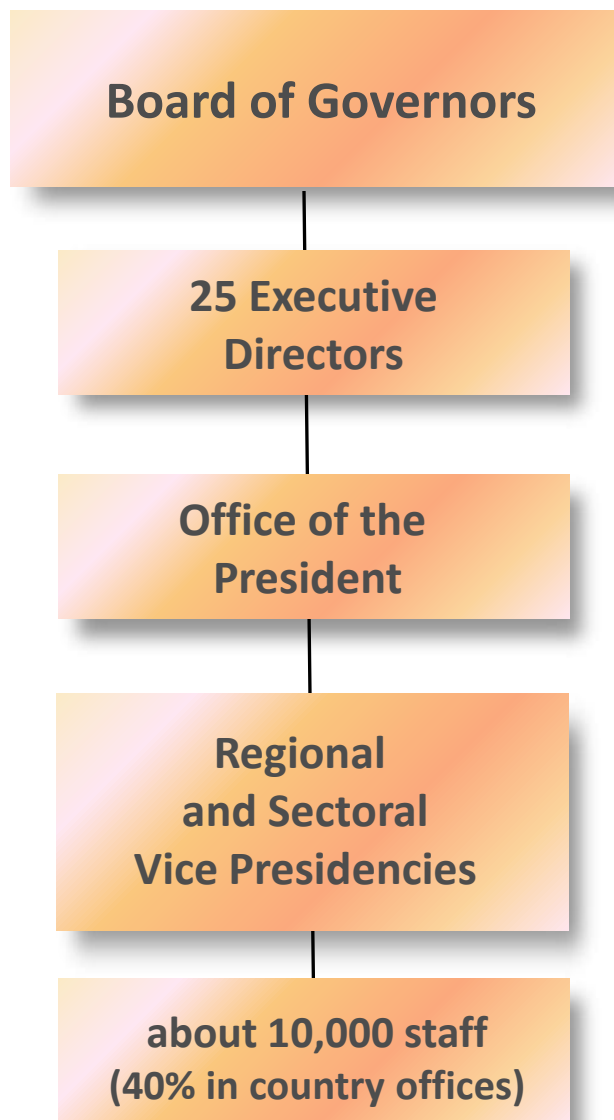 Board of Governors
25 Executive
Directors
Office of the
President
Regional
and Sectoral
Vice Presidencies
about 10,000 staff
(40% in country offices)